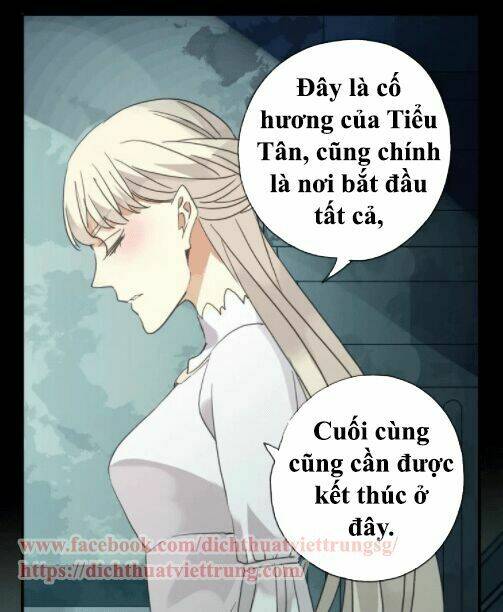 Đây là cố
hương của Tiểu
Tân, cũng chính
là nơi bắt đầu
tất cả,
Cuối cùng
cũng cần được
kết thúc ở
đây.
www.facebook.com/dichthuatviettrungsg/
https://dichthuatviettrung.com